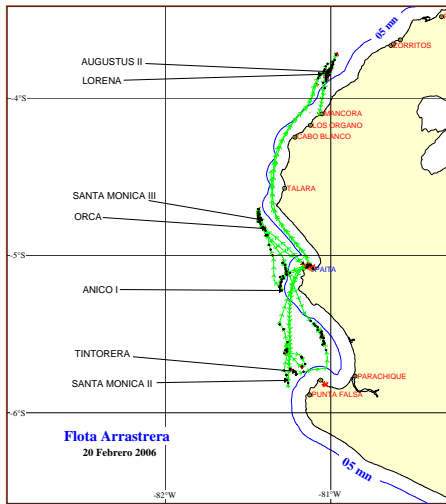 05 mn
ZORRITOS
AUGUSTUS II
LORENA
-4°S
MANCORA
LOS ORGANO
CABO BLANCO
TALARA
SANTA MONICA III
ORCA
-5°S
PAITA
ANICO I
TINTORERA
SANTA MONICA II
PARACHIQUE
PUNTA FALSA
-6°S
Flota Arrastrera
20 Febrero 2006
05 mn
-82°W
-81°W